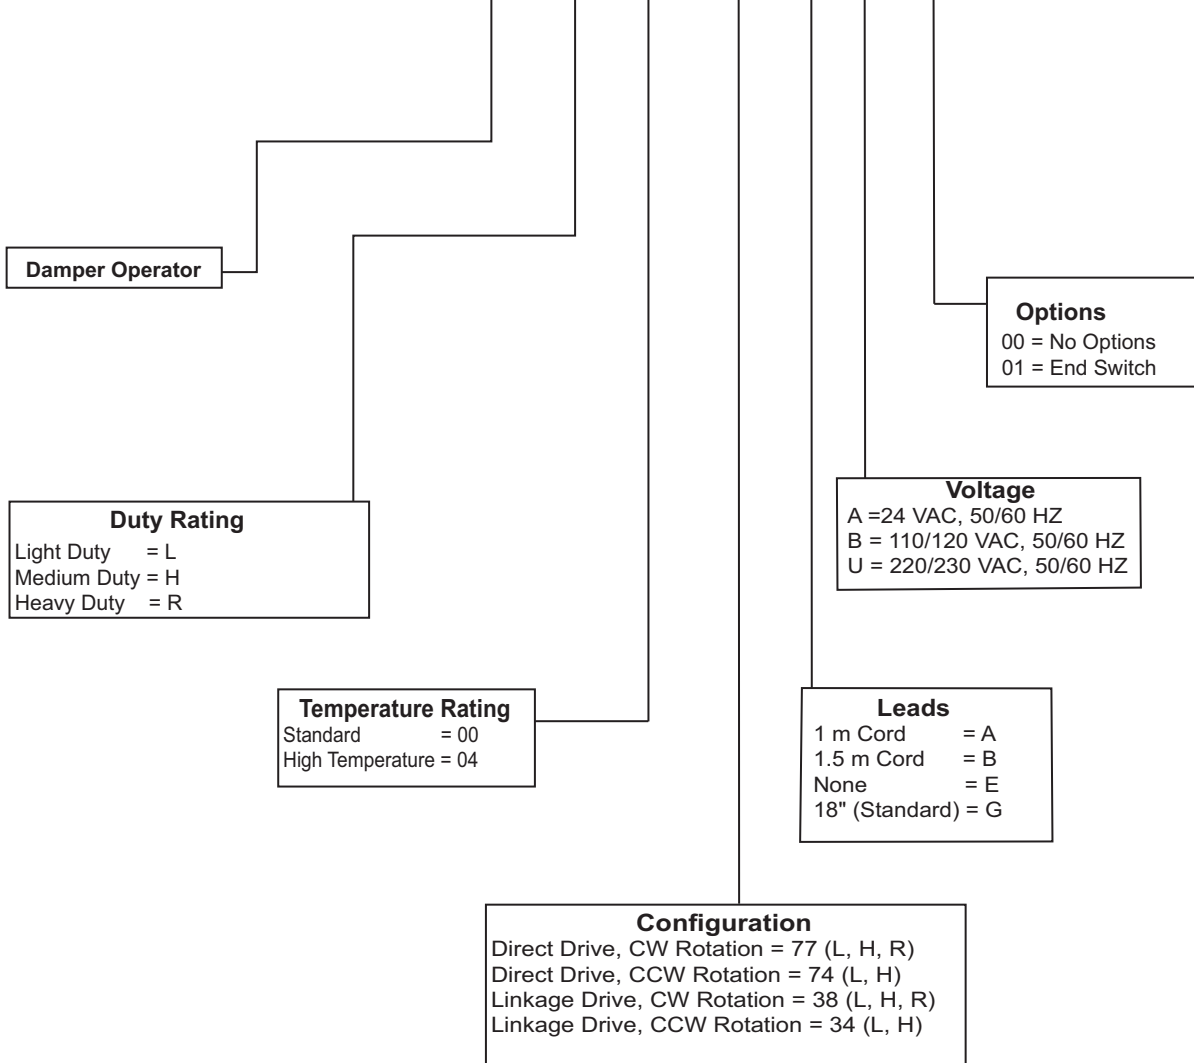 Damper Operator
Options
00 = No Options
01 = End Switch
Voltage
A =24 VAC, 50/60 HZ
B = 110/120 VAC, 50/60 HZ
U = 220/230 VAC, 50/60 HZ
Duty Rating
Light Duty = L
Medium Duty = H
Heavy Duty = R
Temperature Rating
Standard = 00
High Temperature = 04
Leads
1 m Cord = A
1.5 m Cord = B
None = E
18" (Standard) = G
Configuration
Direct Drive, CW Rotation = 77 (L, H, R)
Direct Drive, CCW Rotation = 74 (L, H)
Linkage Drive, CW Rotation = 38 (L, H, R)
Linkage Drive, CCW Rotation = 34 (L, H)